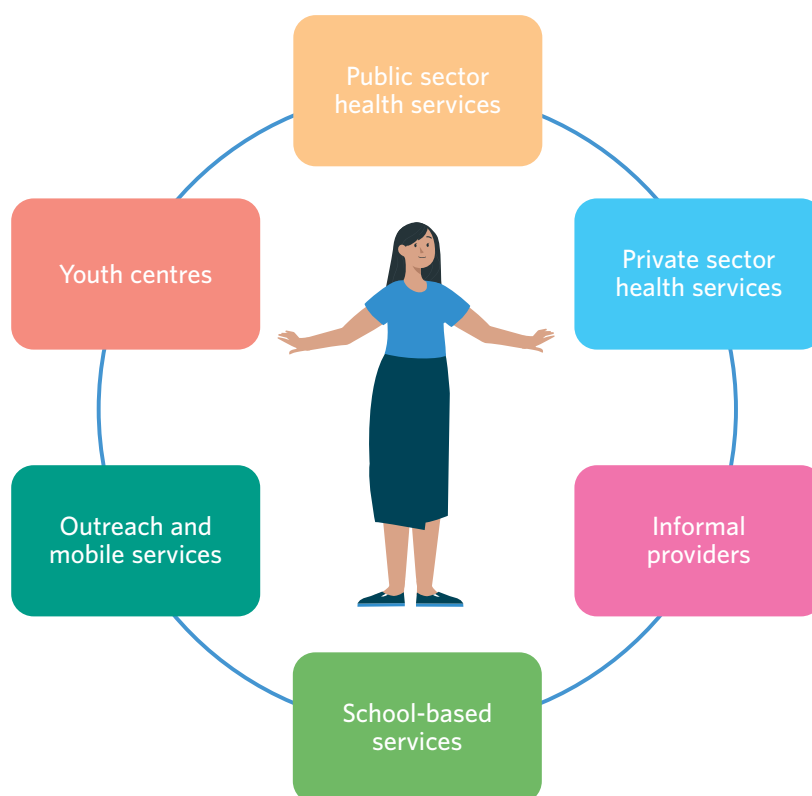 Public sector
health services
Youth centres
Private sector
health services
Outreach and
mobile services
Informal
providers
School-based
services